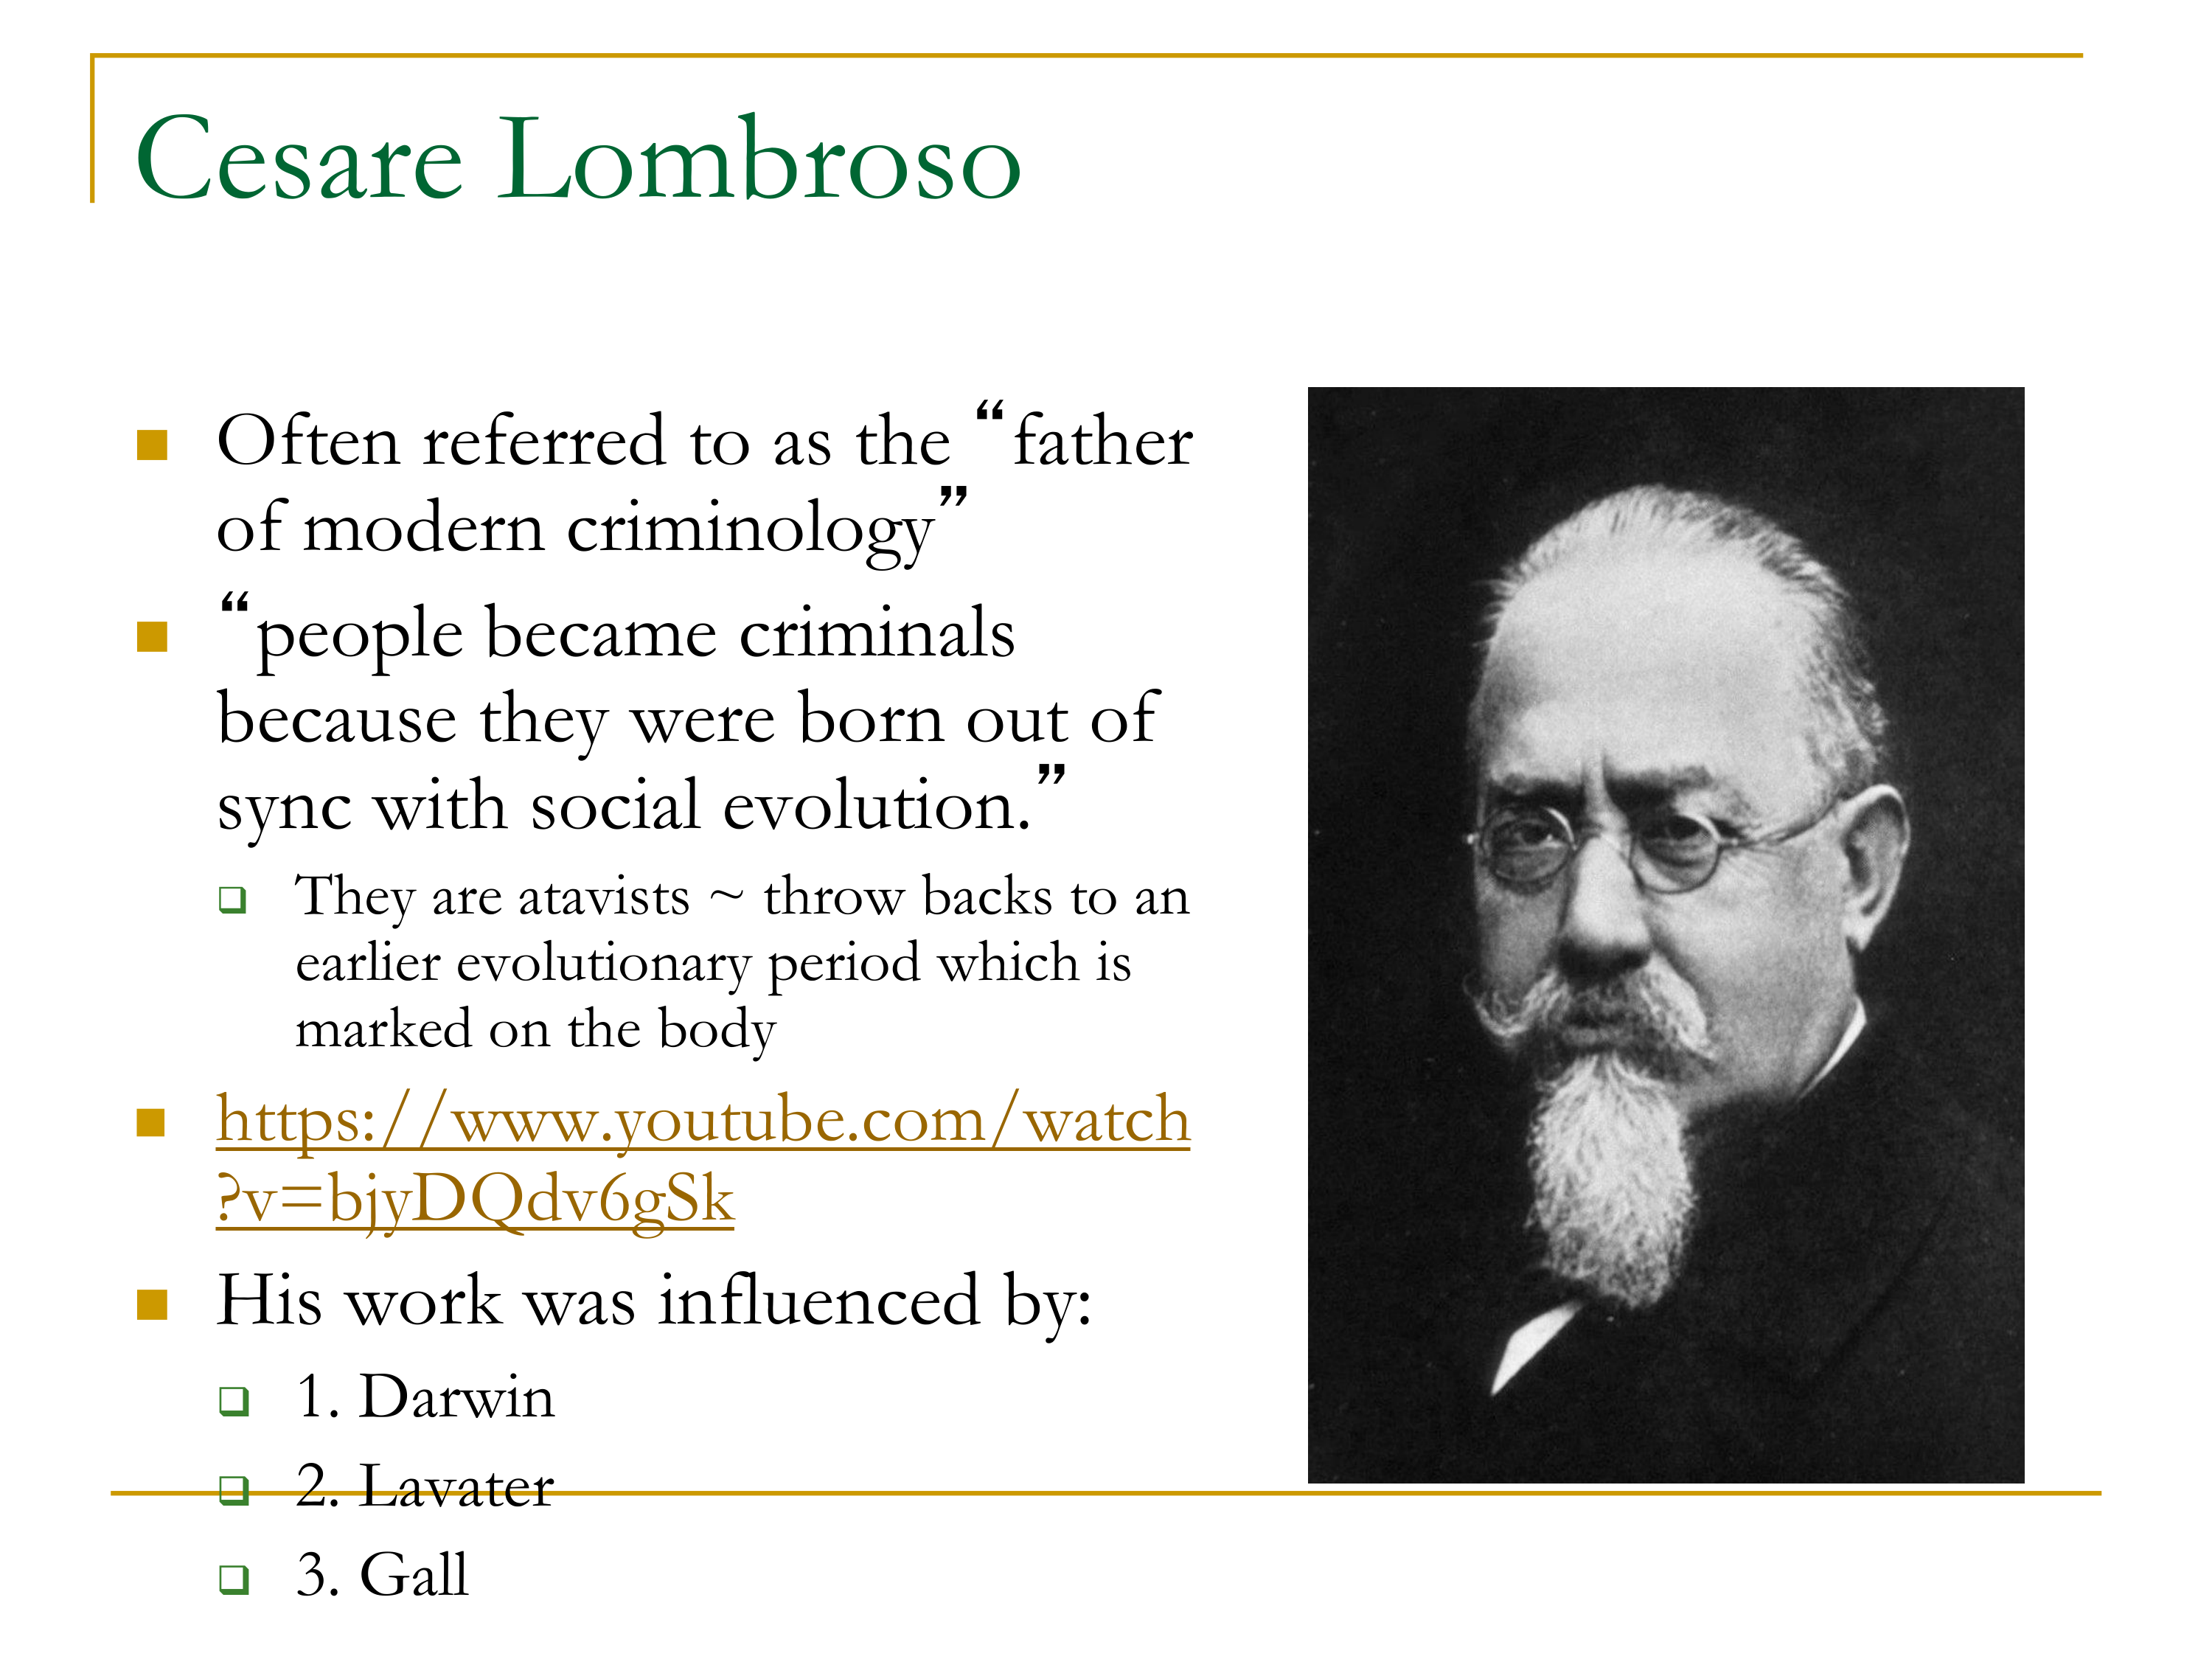 Cesare Lombroso
Often referred to as the “father
of modern criminology”
“people became criminals
because they were born out of
sync with social evolution.”
They are atavists ~ throw backs to an
earlier evolutionary period which is
marked on the body
https://www.youtube.com/watch
?v=bjyDQdv6gSk
His work was influenced by:
1. Darwin
2. Lavater
3. Gall